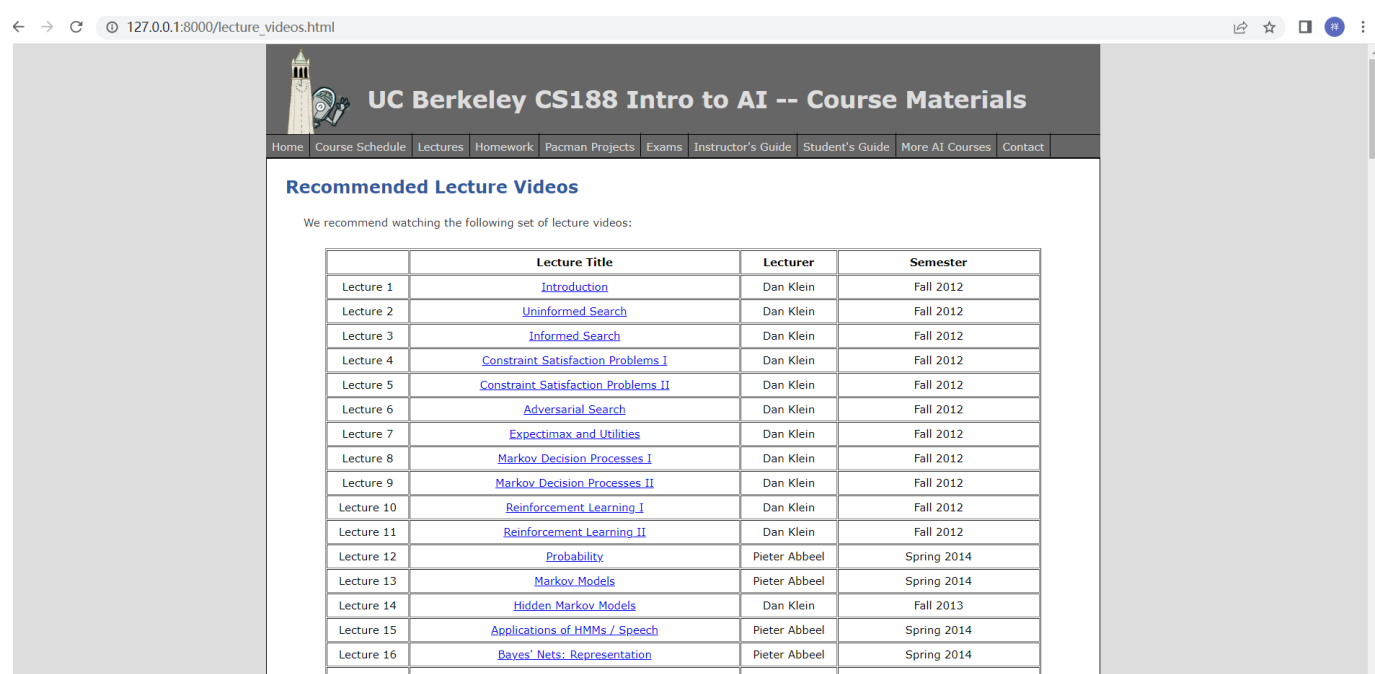 127.0.0.1:8000/lecture_videos.html
祥
UC Berkeley CS188 Intro to AI -- Course Materials
Home Course Schedule Lectures Homework Pacman Projects Exams Instructor's Guide Student's Guide More AI Courses Contact
Recommended Lecture Videos
We recommend watching the following set of lecture videos:
Lecture Title Lecturer Semester
Lecture 1 Introduction Dan Klein Fall 2012
Lecture 2 Uninformed Search Dan Klein Fall 2012
Lecture 3 Informed Search Dan Klein Fall 2012
Lecture 4 Constraint Satisfaction Problems I Dan Klein Fall 2012
Lecture 5 Constraint Satisfaction Problems II Dan Klein Fall 2012
Lecture 6 Adversarial Search Dan Klein Fall 2012
Lecture 7 Expectimax and Utilities Dan Klein Fall 2012
Lecture 8 Markov Decision Processes I Dan Klein Fall 2012
Lecture 9 Markov Decision Processes II Dan Klein Fall 2012
Lecture 10 Reinforcement Learning I Dan Klein Fall 2012
Lecture 11 Reinforcement Learning II Dan Klein Fall 2012
Lecture 12 Probability Pieter Abbeel Spring 2014
Lecture 13 Markov Models Pieter Abbeel Spring 2014
Lecture 14 Hidden Markov Models Dan Klein Fall 2013
Lecture 15 Applications of HMMs / Speech Pieter Abbeel Spring 2014
Lecture 16 Bayes' Nets: Representation Pieter Abbeel Spring 2014